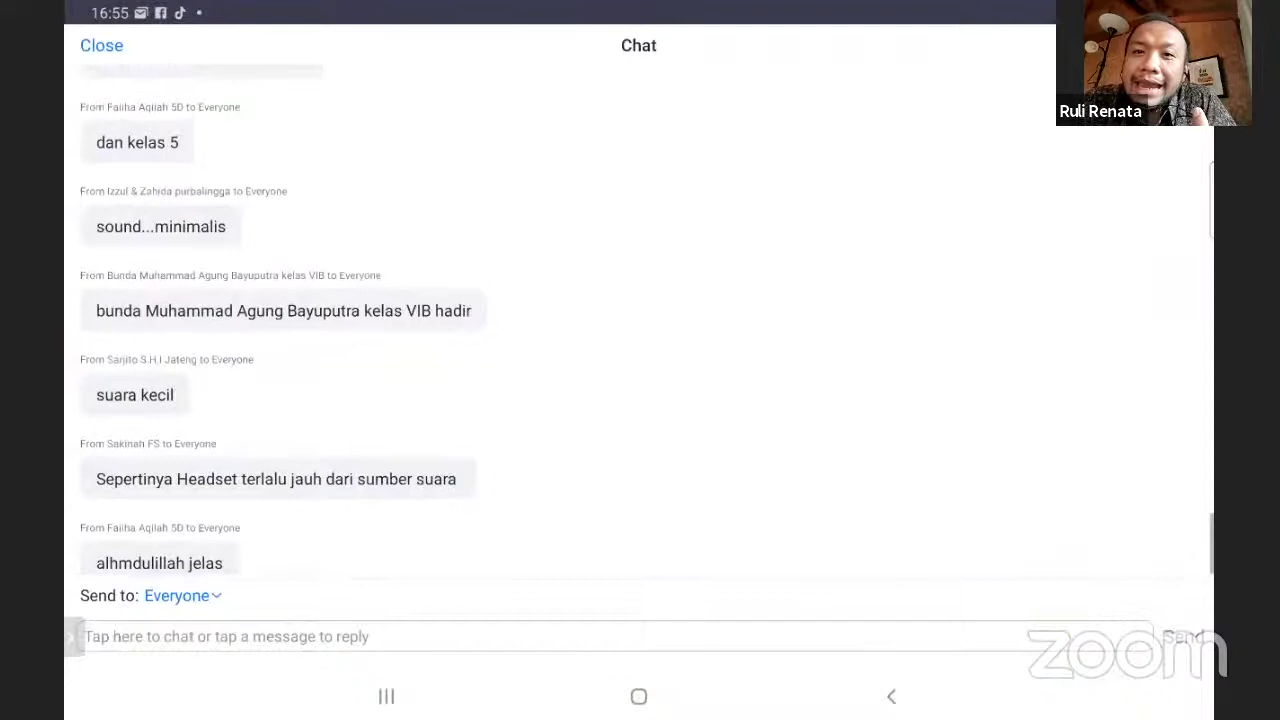 16:55
Close
Chat
Ruli Renata
From Faiiha Aqilah 5D to Everyone
dan kelas 5
From Izzul & Zahida purbalingga to Everyone
sound...minimalis
From Bunda Muhammad Agung Bayuputra kelas VIB to Everyone
bunda Muhammad Agung Bayuputra kelas VIB hadir
From Sarjito S.H.I Jateng to Everyone
suara kecil
From Sakinah FS to Everyone
Sepertinya Headset terlalu jauh dari sumber suara
From Faiiha Aqilah 5D to Everyone
alhmdulillah jelas
Send to: Everyone
Tap here to chat or tap a message to reply
Send
zoom